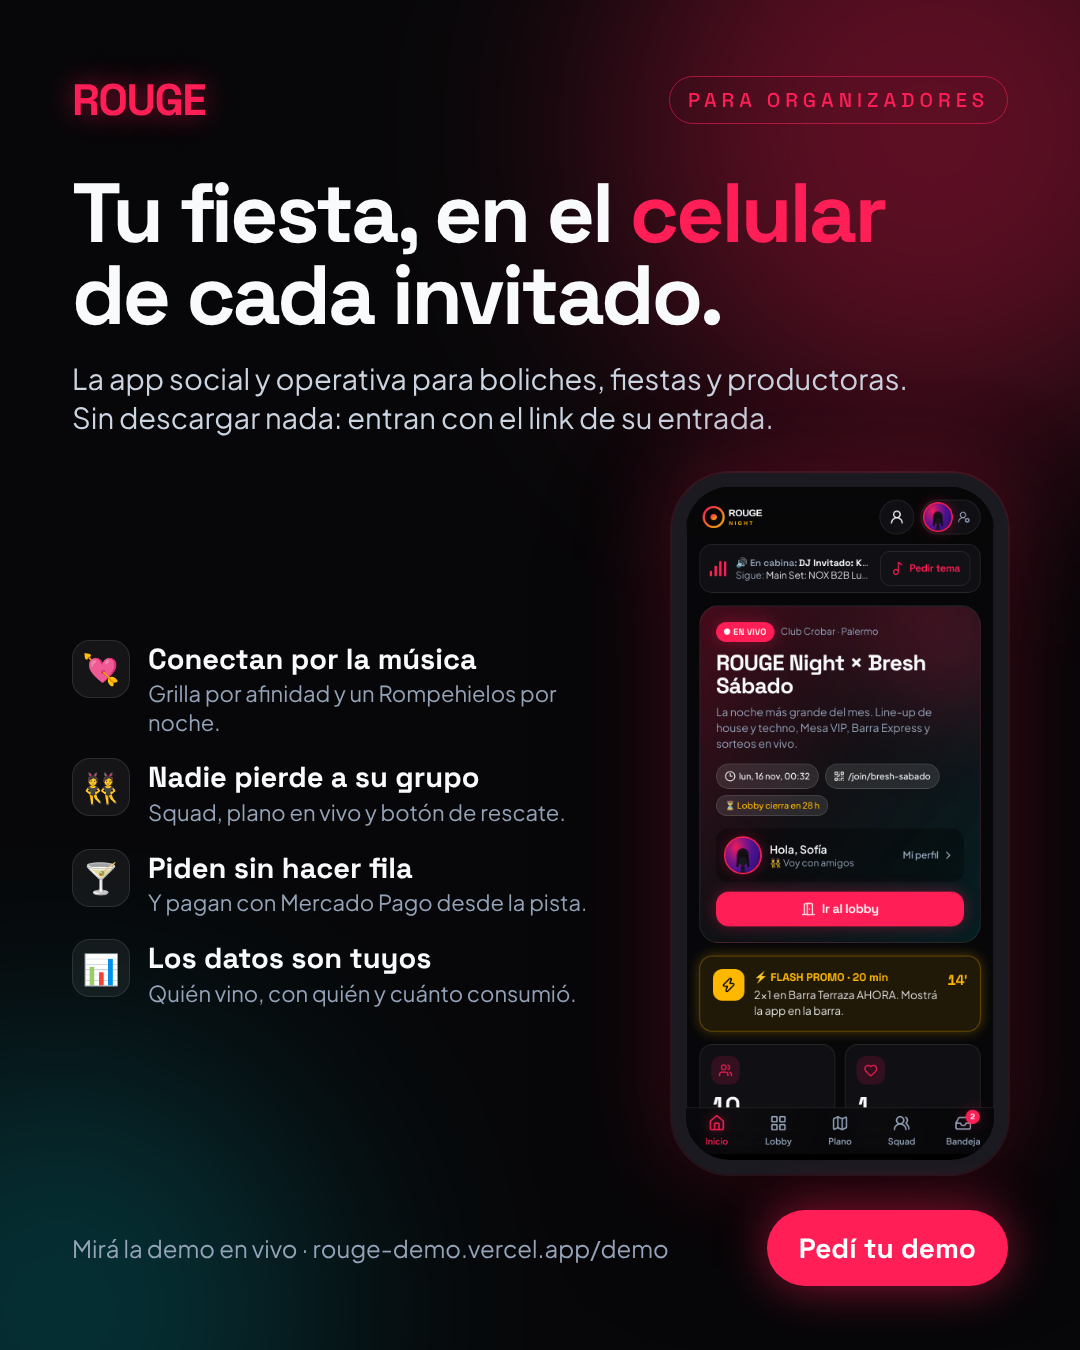 ROUGE
PARA ORGANIZADORES
Tu fiesta, en el celular
de cada invitado.
La app social y operativa para boliches, fiestas y productoras.
Sin descargar nada: entran con el link de su entrada.
Conectan por la música
Grilla por afinidad y un Rompehielos por
noche.
Nadie pierde a su grupo
Squad, plano en vivo y botón de rescate.
Piden sin hacer fila
Y pagan con Mercado Pago desde la pista.
Los datos son tuyos
Quién vino, con quién y cuánto consumió.
ROUGE
NIGHT
En cabina: DJ Invitado: K...
Sigue: Main Set: NOX B2B Lu...
Pedir tema
EN VIVO
Club Crobar · Palermo
ROUGE Night × Bresh
Sábado
La noche más grande del mes. Line-up de
house y techno, Mesa VIP, Barra Express y
sorteos en vivo.
lun, 16 nov, 00:32
/join/bresh-sabado
Lobby cierra en 28 h
Hola, Sofía
Voy con amigos
Mi perfil
Ir al lobby
FLASH PROMO · 20 min
14'
2×1 en Barra Terraza AHORA. Mostrá
la app en la barra.
Inicio
Lobby
Plano
Squad
Bandeja
2
Mirá la demo en vivo · rouge-demo.vercel.app/demo
Pedí tu demo